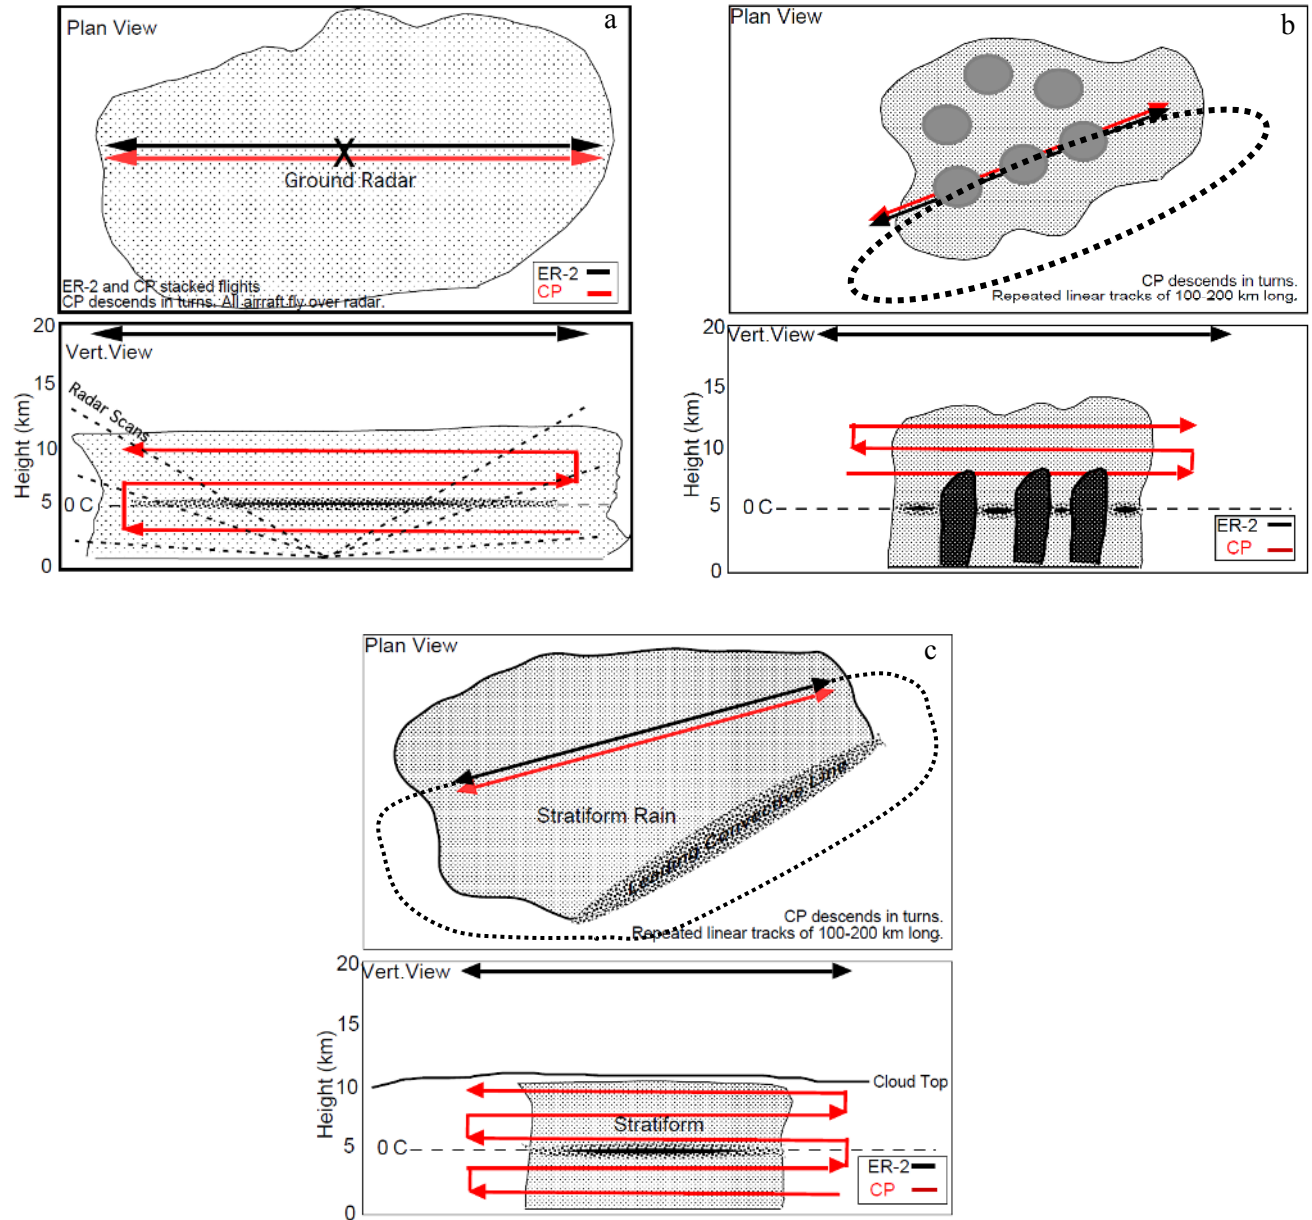 a
Plan View
X
Ground Radar
ER-2 and CP stacked flights
CP descends in turns. All airraft fly over radar.
ER-2
CP
Vert.View
Radar Scans
Height (km)
20
15
10
5
0
0 C
b
Plan View
CP descends in turns.
Repeated linear tracks of 100-200 km long.
Vert.View
Height (km)
20
15
10
5
0
0 C
ER-2
CP
c
Plan View
Stratiform Rain
Leading Convective Line
CP descends in turns.
Repeated linear tracks of 100-200 km long.
Vert.View
Height (km)
20
15
10
5
0
0 C
Cloud Top
Stratiform
ER-2
CP